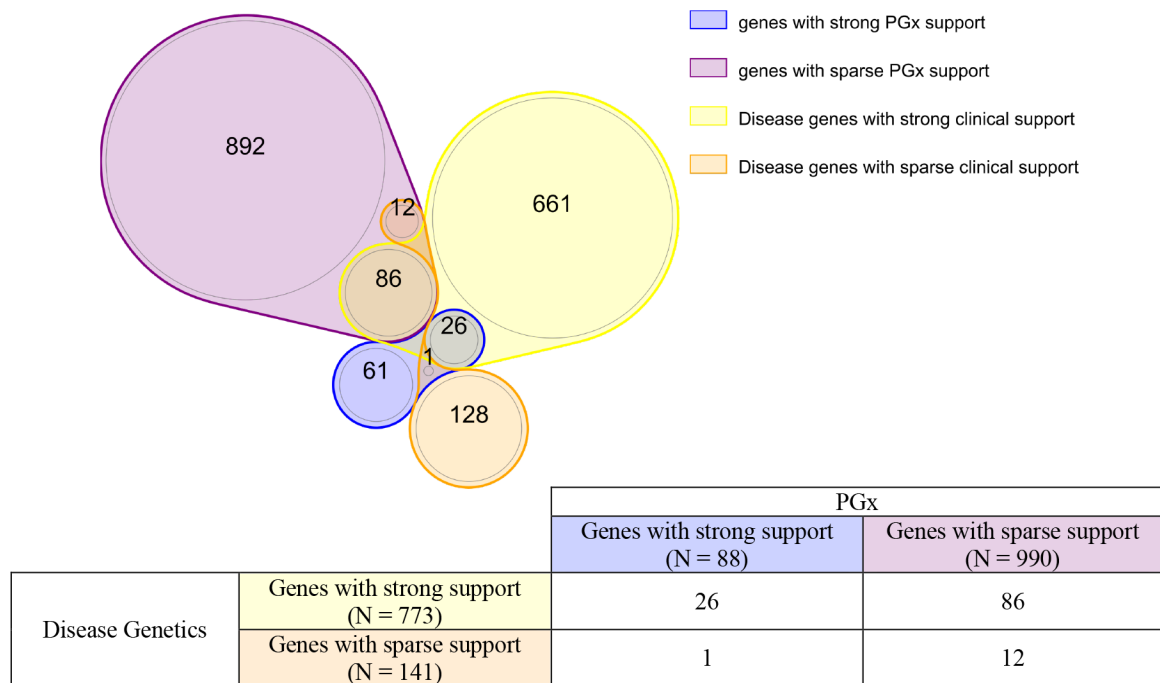 genes with strong PGx support
genes with sparse PGx support
Disease genes with strong clinical support
Disease genes with sparse clinical support
892
661
12
86
26
1
61
128
PGx
Genes with strong support
(N = 88)
Genes with sparse support
(N = 990)
Disease Genetics
Genes with strong support
(N = 773)
26
86
Genes with sparse support
(N = 141)
1
12